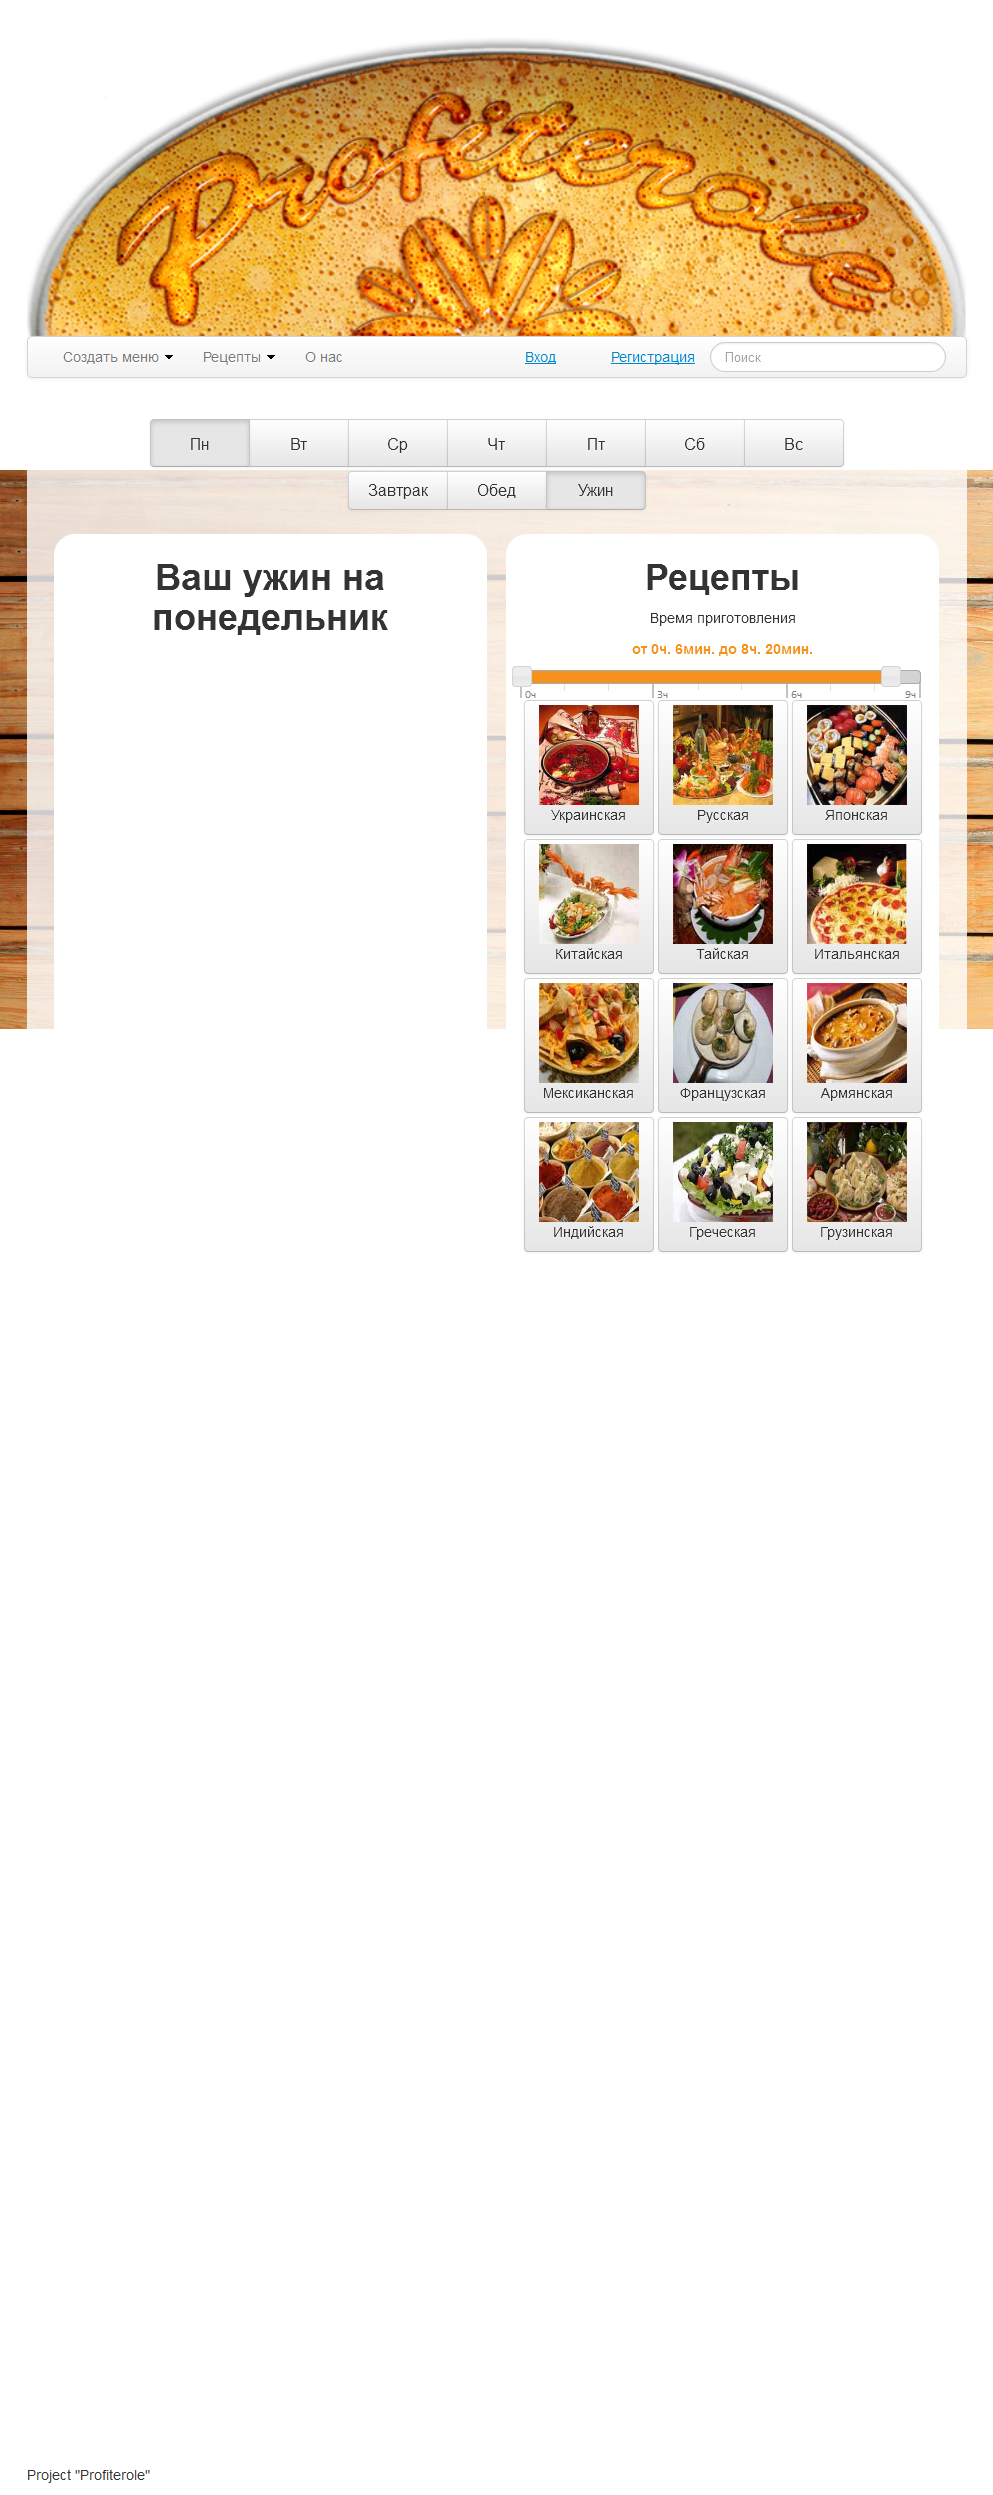 Profiterole
Создать меню
Рецепты
О нас
Вход
Регистрация
Поиск
Пн
Вт
Ср
Чт
Пт
Сб
Вс
Завтрак
Обед
Ужин
Ваш ужин на
понедельник
Рецепты
Время приготовления
от 0ч. 6мин. до 8ч. 20мин.
0ч
3ч
6ч
9ч
Украинская
Русская
Японская
Китайская
Тайская
Итальянская
Мексиканская
Французская
Армянская
Индийская
Греческая
Грузинская
Project "Profiterole"